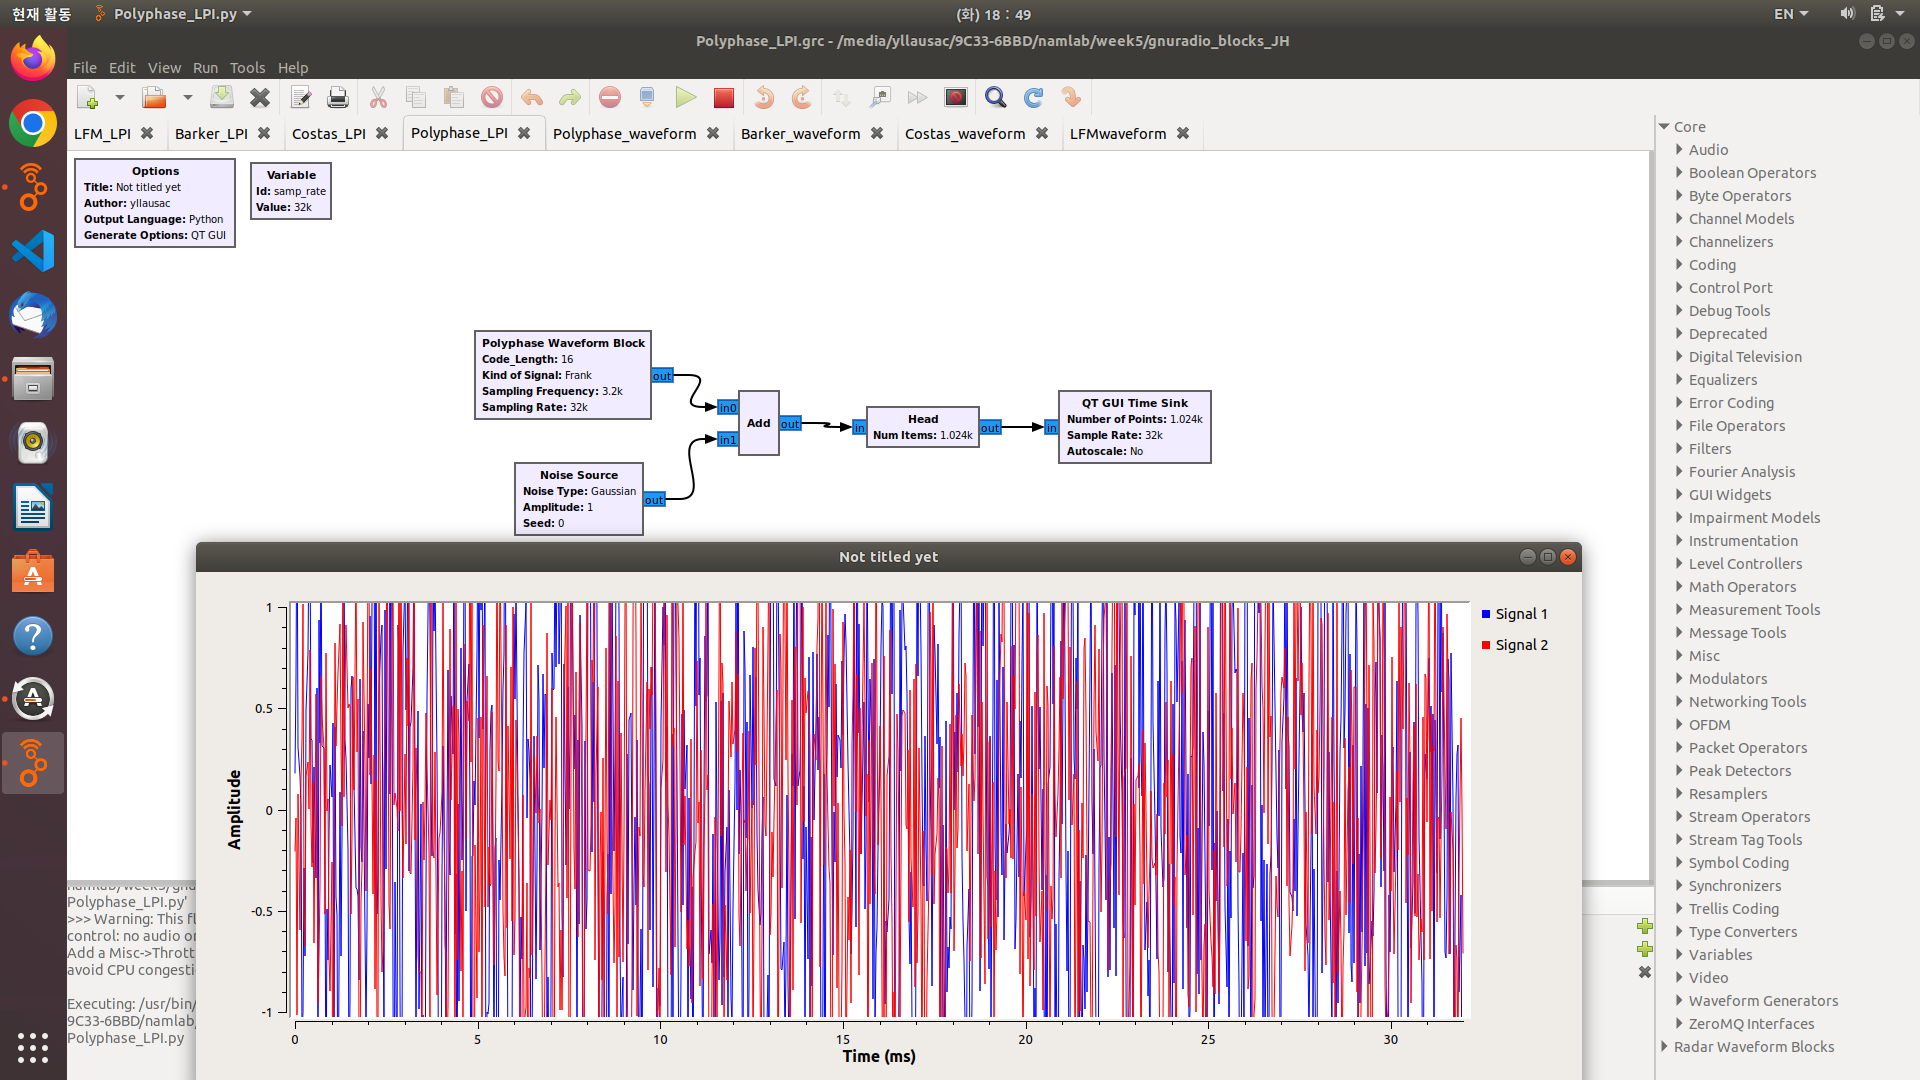 현재 활동
Polyphase_LPI.py
(화) 18 : 49
EN
Polyphase_LPI.grc - /media/yllausac/9C33-6BBD/namlab/week5/gnuradio_blocks_JH
File Edit View Run Tools Help
LFM_LPI Barker_LPI Costas_LPI Polyphase_LPI Polyphase_waveform Barker_waveform Costas_waveform LFMwaveform
Options
Title: Not titled yet
Author: yllausac
Output Language: Python
Generate Options: QT GUI
Variable
Id: samp_rate
Value: 32k
Polyphase Waveform Block
Code_Length: 16
Kind of Signal: Frank
Sampling Frequency: 3.2k
Sampling Rate: 32k
out
Noise Source
Noise Type: Gaussian
Amplitude: 1
Seed: 0
out
in0
in1
Add
out
in
Head
Num Items: 1.024k
out
in
QT GUI Time Sink
Number of Points: 1.024k
Sample Rate: 32k
Autoscale: No
Not titled yet
Signal 1
Signal 2
1
0.5
0
-0.5
-1
Amplitude
0 5 10 15 20 25 30
Time (ms)
Polyphase_LPI.py'
>>> Warning: This fl
control: no audio or
Add a Misc->Thrott
avoid CPU congesti
Executing: /usr/bin/
9C33-6BBD/namlab/
Polyphase_LPI.py
Core
Audio
Boolean Operators
Byte Operators
Channel Models
Channelizers
Coding
Control Port
Debug Tools
Deprecated
Digital Television
Equalizers
Error Coding
File Operators
Filters
Fourier Analysis
GUI Widgets
Impairment Models
Instrumentation
Level Controllers
Math Operators
Measurement Tools
Message Tools
Misc
Modulators
Networking Tools
OFDM
Packet Operators
Peak Detectors
Resamplers
Stream Operators
Stream Tag Tools
Symbol Coding
Synchronizers
Trellis Coding
Type Converters
Variables
Video
Waveform Generators
ZeroMQ Interfaces
Radar Waveform Blocks